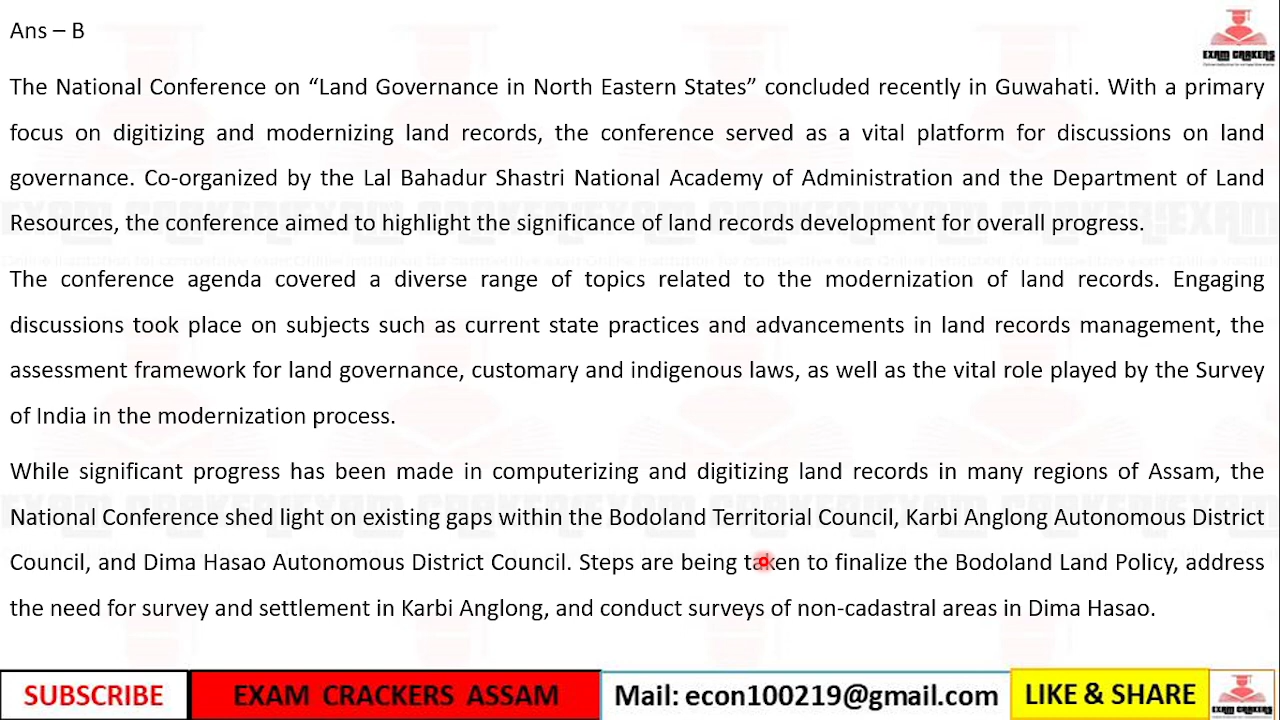 Ans – B
EXAM CRAKERS
The National Conference on “Land Governance in North Eastern States” concluded recently in Guwahati. With a primary
focus on digitizing and modernizing land records, the conference served as a vital platform for discussions on land
governance. Co-organized by the Lal Bahadur Shastri National Academy of Administration and the Department of Land
Resources, the conference aimed to highlight the significance of land records development for overall progress.
The conference agenda covered a diverse range of topics related to the modernization of land records. Engaging
discussions took place on subjects such as current state practices and advancements in land records management, the
assessment framework for land governance, customary and indigenous laws, as well as the vital role played by the Survey
of India in the modernization process.
While significant progress has been made in computerizing and digitizing land records in many regions of Assam, the
National Conference shed light on existing gaps within the Bodoland Territorial Council, Karbi Anglong Autonomous District
Council, and Dima Hasao Autonomous District Council. Steps are being taken to finalize the Bodoland Land Policy, address
the need for survey and settlement in Karbi Anglong, and conduct surveys of non-cadastral areas in Dima Hasao.
SUBSCRIBE EXAM CRACKERS ASSAM Mail: econ100219@gmail.com LIKE & SHARE
EXAM CRAKERS